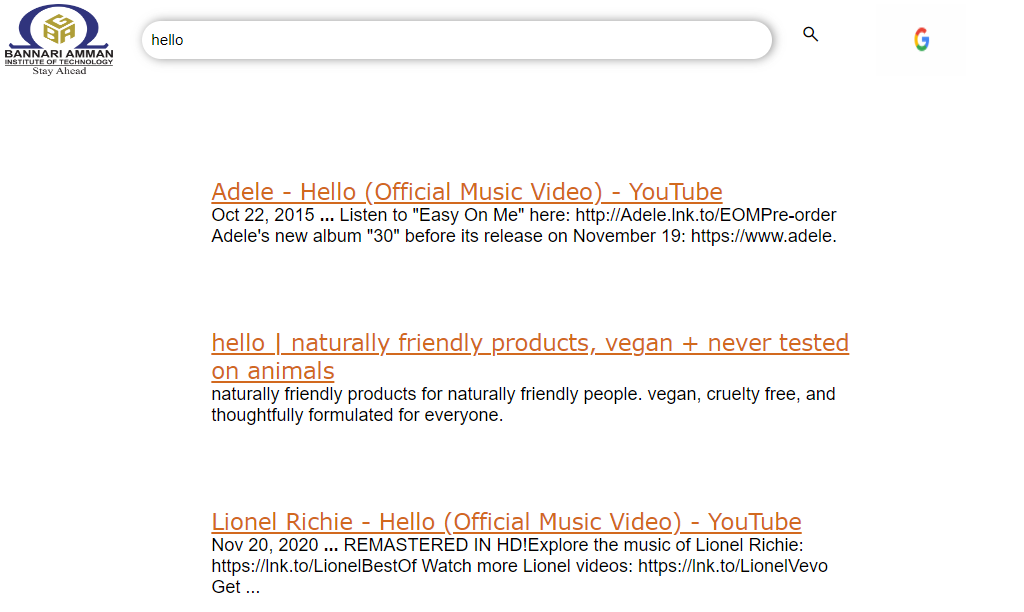 BANNARI AMMAN
INSTITUTE OF TECHNOLOGY
Stay Ahead
hello
Adele - Hello (Official Music Video) - YouTube
Oct 22, 2015 ... Listen to "Easy On Me" here: http://Adele.lnk.to/EOMPre-order
Adele's new album "30" before its release on November 19: https://www.adele.
hello | naturally friendly products, vegan + never tested
on animals
naturally friendly products for naturally friendly people. vegan, cruelty free, and
thoughtfully formulated for everyone.
Lionel Richie - Hello (Official Music Video) - YouTube
Nov 20, 2020 ... REMASTERED IN HD!Explore the music of Lionel Richie:
https://lnk.to/LionelBestOf Watch more Lionel videos: https://lnk.to/LionelVevo
Get ...